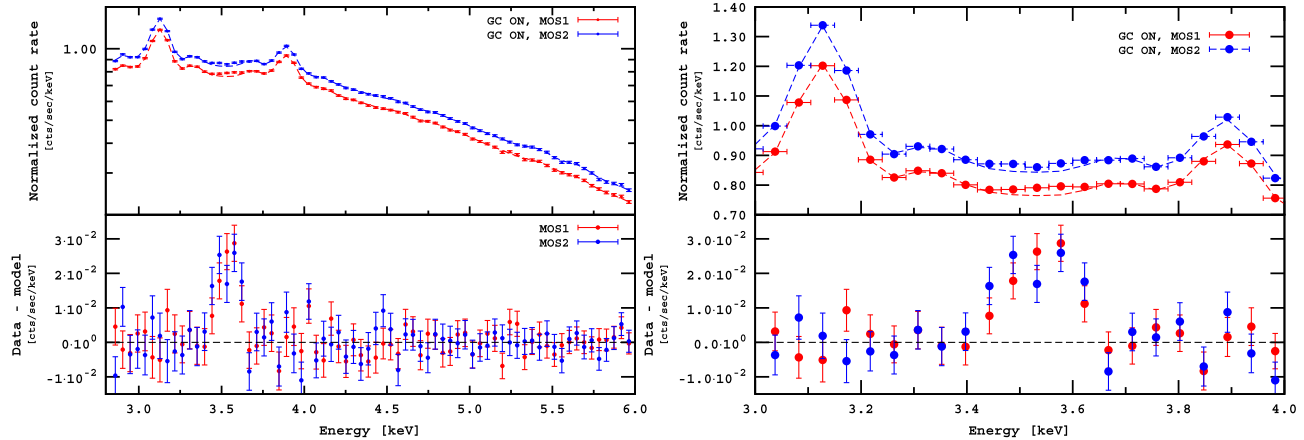 Normalized count rate
[cts/sec/keV]
1.00
GC ON, MOS1
GC ON, MOS2
Data - model
[cts/sec/keV]
3·10^-2
2·10^-2
1·10^-2
0·10^0
-1·10^-2
MOS1
MOS2
3.0 3.5 4.0 4.5 5.0 5.5 6.0
Energy [keV]
Normalized count rate
[cts/sec/keV]
1.40
1.30
1.20
1.10
1.00
0.90
0.80
0.70
GC ON, MOS1
GC ON, MOS2
Data - model
[cts/sec/keV]
3.0·10^-2
2.0·10^-2
1.0·10^-2
0.0·10^0
-1.0·10^-2
3.0 3.2 3.4 3.6 3.8 4.0
Energy [keV]